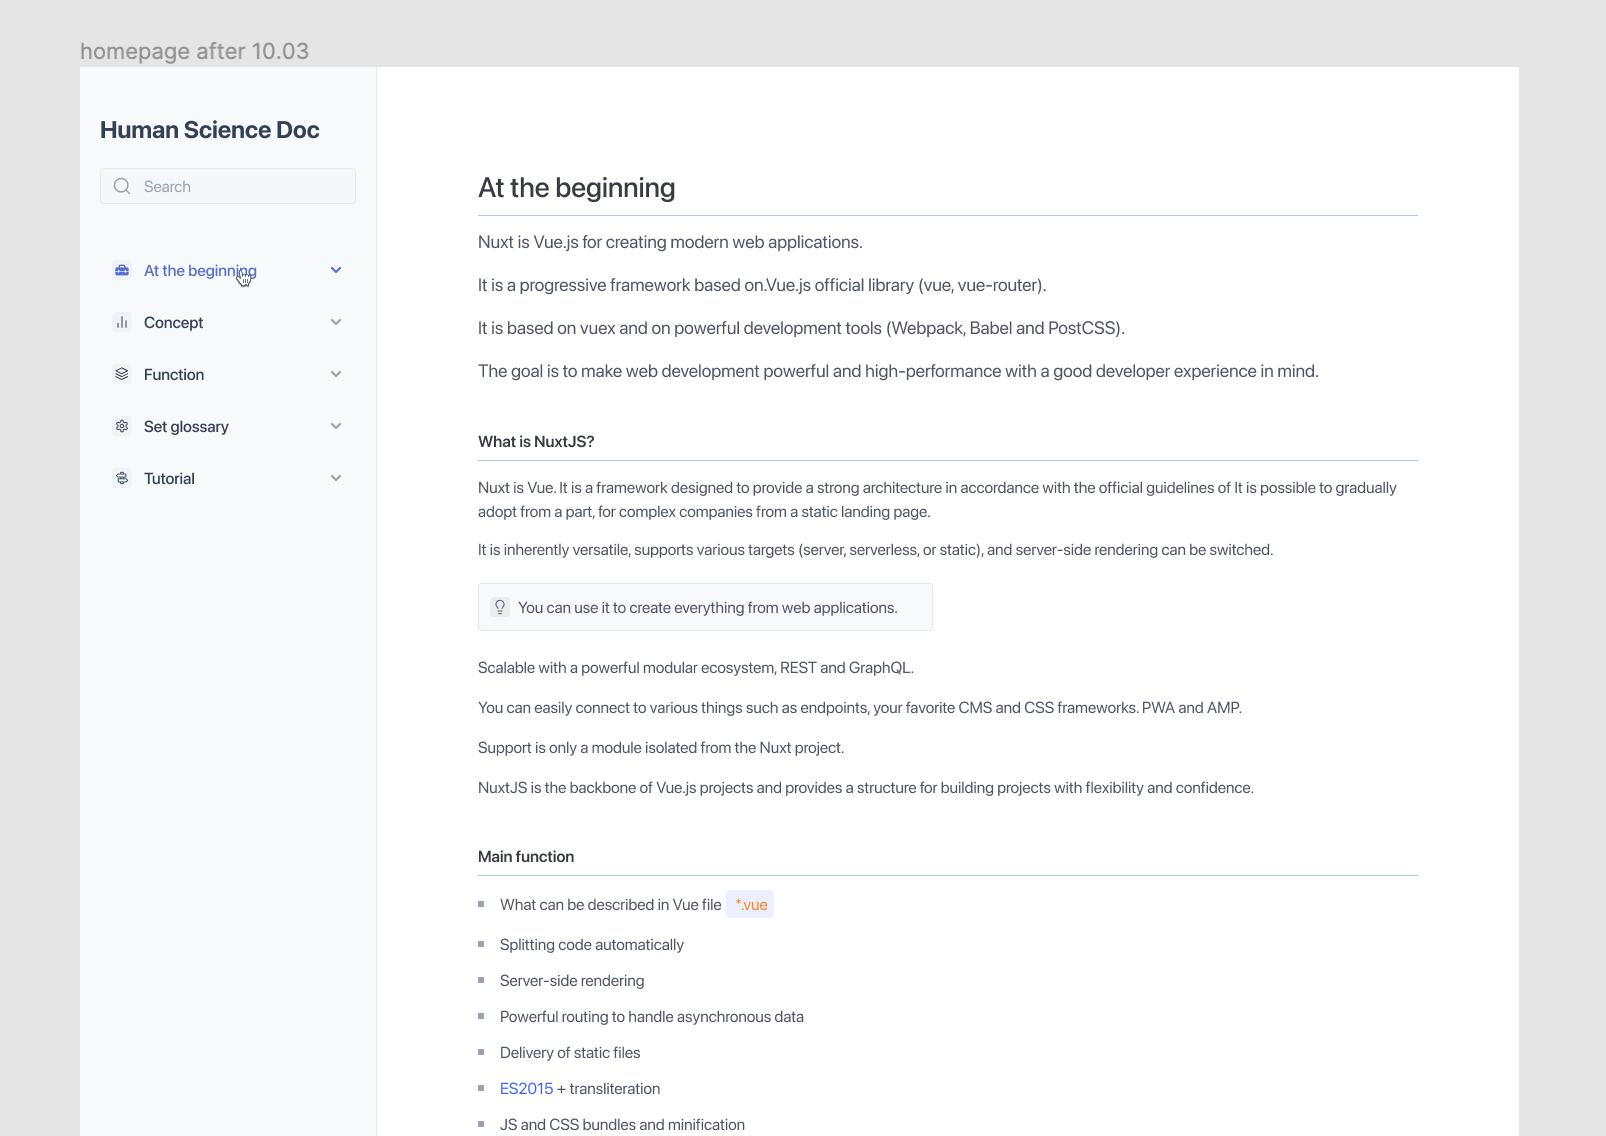 homepage after 10.03
Human Science Doc
Search
At the beginning
Concept
Function
Set glossary
Tutorial
At the beginning
Nuxt is Vue.js for creating modern web applications.
It is a progressive framework based on.Vue.js official library (vue, vue-router).
It is based on vuex and on powerful development tools (Webpack, Babel and PostCSS).
The goal is to make web development powerful and high-performance with a good developer experience in mind.
What is NuxtJS?
Nuxt is Vue. It is a framework designed to provide a strong architecture in accordance with the official guidelines of It is possible to gradually
adopt from a part, for complex companies from a static landing page.
It is inherently versatile, supports various targets (server, serverless, or static), and server-side rendering can be switched.
You can use it to create everything from web applications.
Scalable with a powerful modular ecosystem, REST and GraphQL.
You can easily connect to various things such as endpoints, your favorite CMS and CSS frameworks. PWA and AMP.
Support is only a module isolated from the Nuxt project.
NuxtJS is the backbone of Vue.js projects and provides a structure for building projects with flexibility and confidence.
Main function
What can be described in Vue file *.vue
Splitting code automatically
Server-side rendering
Powerful routing to handle asynchronous data
Delivery of static files
ES2015 + transliteration
JS and CSS bundles and minification